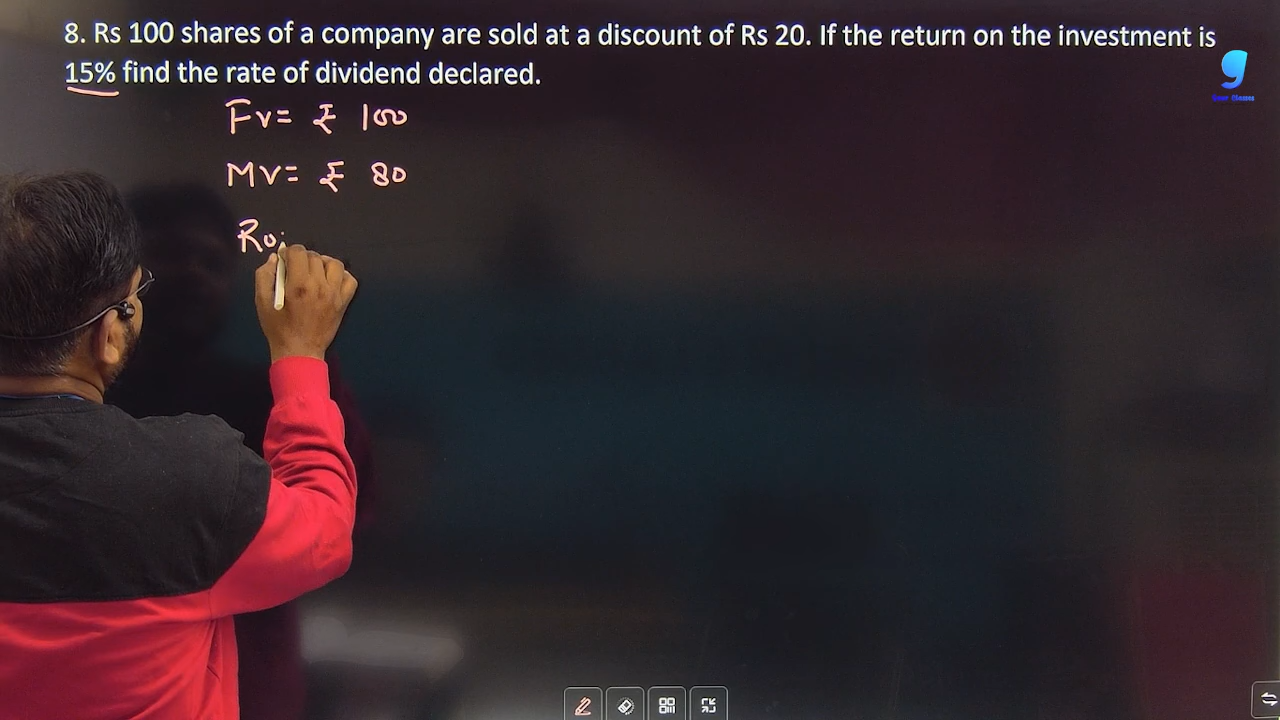 8. Rs 100 shares of a company are sold at a discount of Rs 20. If the return on the investment is
15% find the rate of dividend declared.
FV= ₹ 100
MV= ₹ 80
Roi
g